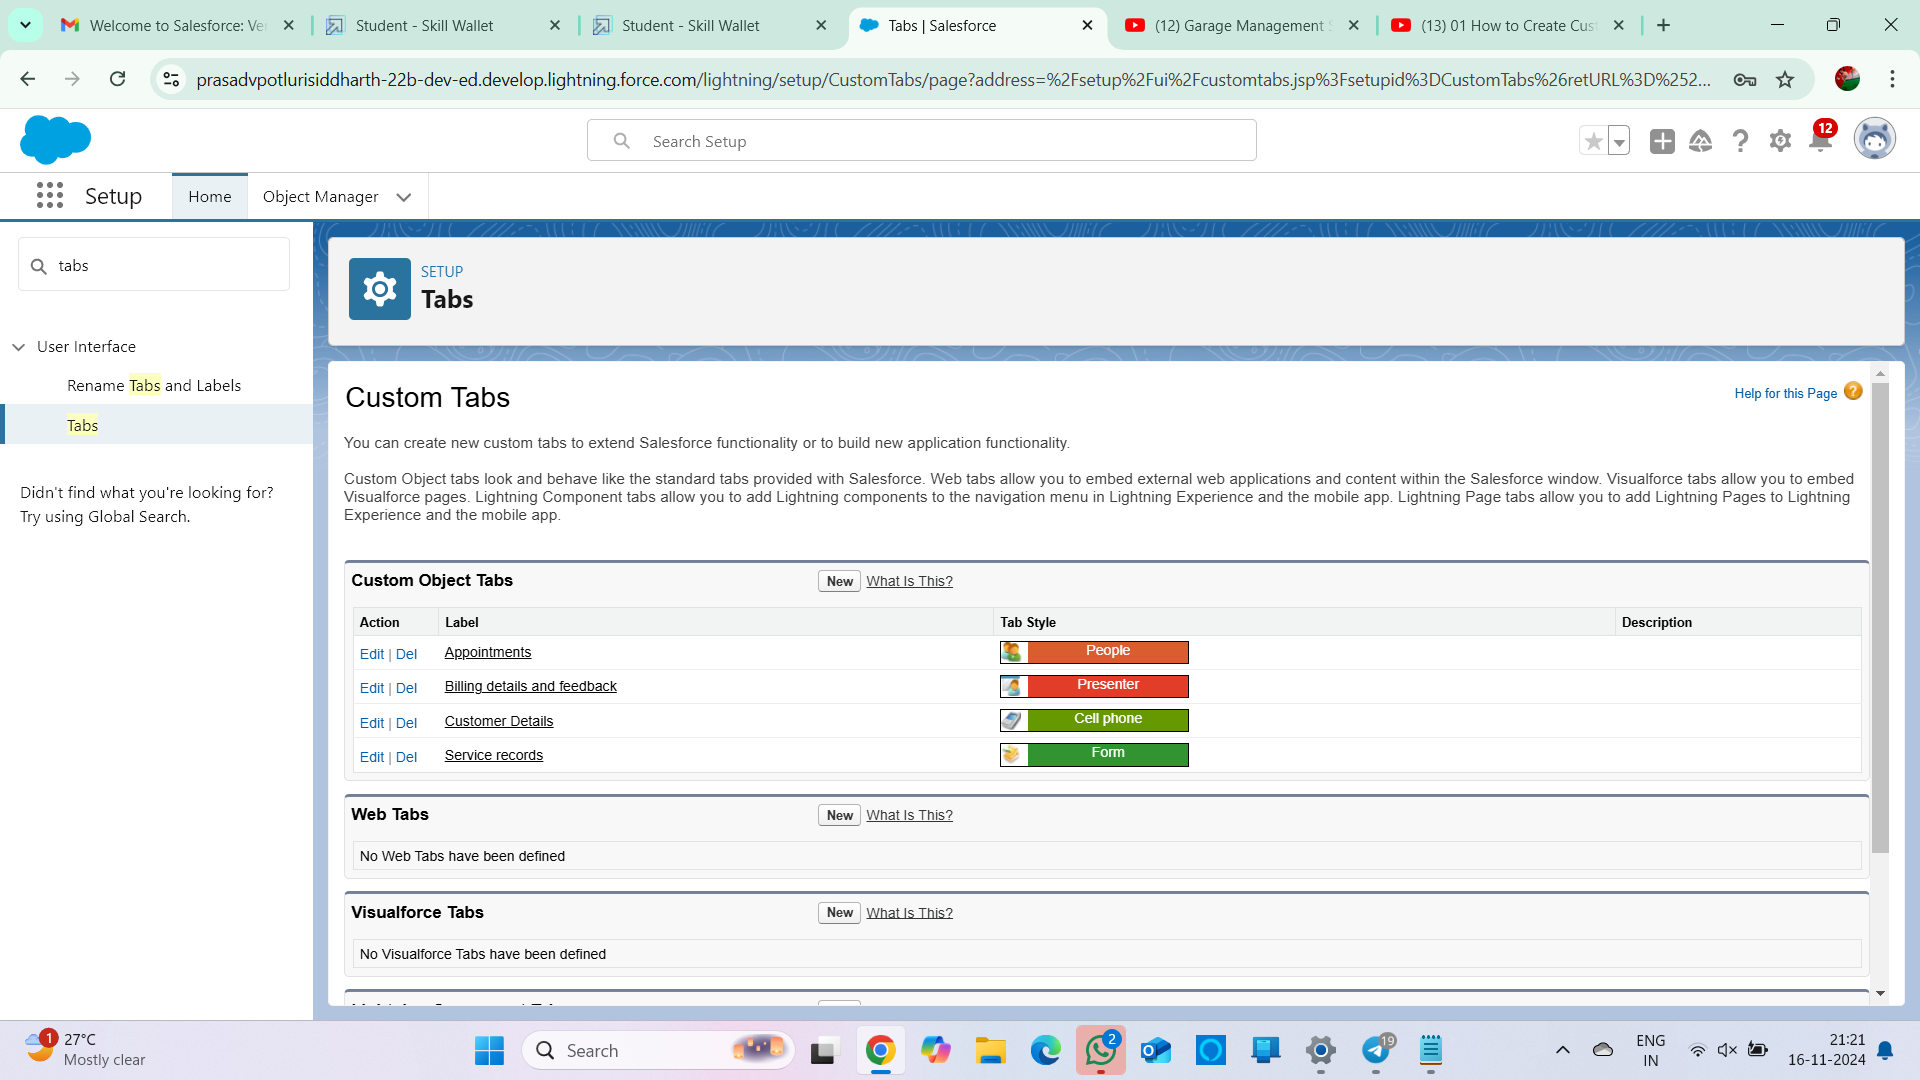 Welcome to Salesforce: Ver
Student - Skill Wallet
Student - Skill Wallet
Tabs | Salesforce
(12) Garage Management S
(13) 01 How to Create Cust
prasadvpotlurisiddharth-22b-dev-ed.develop.lightning.force.com/lightning/setup/CustomTabs/page?address=%2Fsetup%2Fui%2Fcustomtabs.jsp%3Fsetupid%3DCustomTabs%26retURL%3D%252...
Search Setup
12
Setup
Home
Object Manager
tabs
User Interface
Rename Tabs and Labels
Tabs
Didn't find what you're looking for?
Try using Global Search.
SETUP
Tabs
Custom Tabs
Help for this Page ?
You can create new custom tabs to extend Salesforce functionality or to build new application functionality.
Custom Object tabs look and behave like the standard tabs provided with Salesforce. Web tabs allow you to embed external web applications and content within the Salesforce window. Visualforce tabs allow you to embed
Visualforce pages. Lightning Component tabs allow you to add Lightning components to the navigation menu in Lightning Experience and the mobile app. Lightning Page tabs allow you to add Lightning Pages to Lightning
Experience and the mobile app.
Custom Object Tabs New What Is This?
Action Label Tab Style Description
Edit | Del Appointments People
Edit | Del Billing details and feedback Presenter
Edit | Del Customer Details Cell phone
Edit | Del Service records Form
Web Tabs New What Is This?
No Web Tabs have been defined
Visualforce Tabs New What Is This?
No Visualforce Tabs have been defined
1
27°C
Mostly clear
Search
2
19
ENG
IN
21:21
16-11-2024